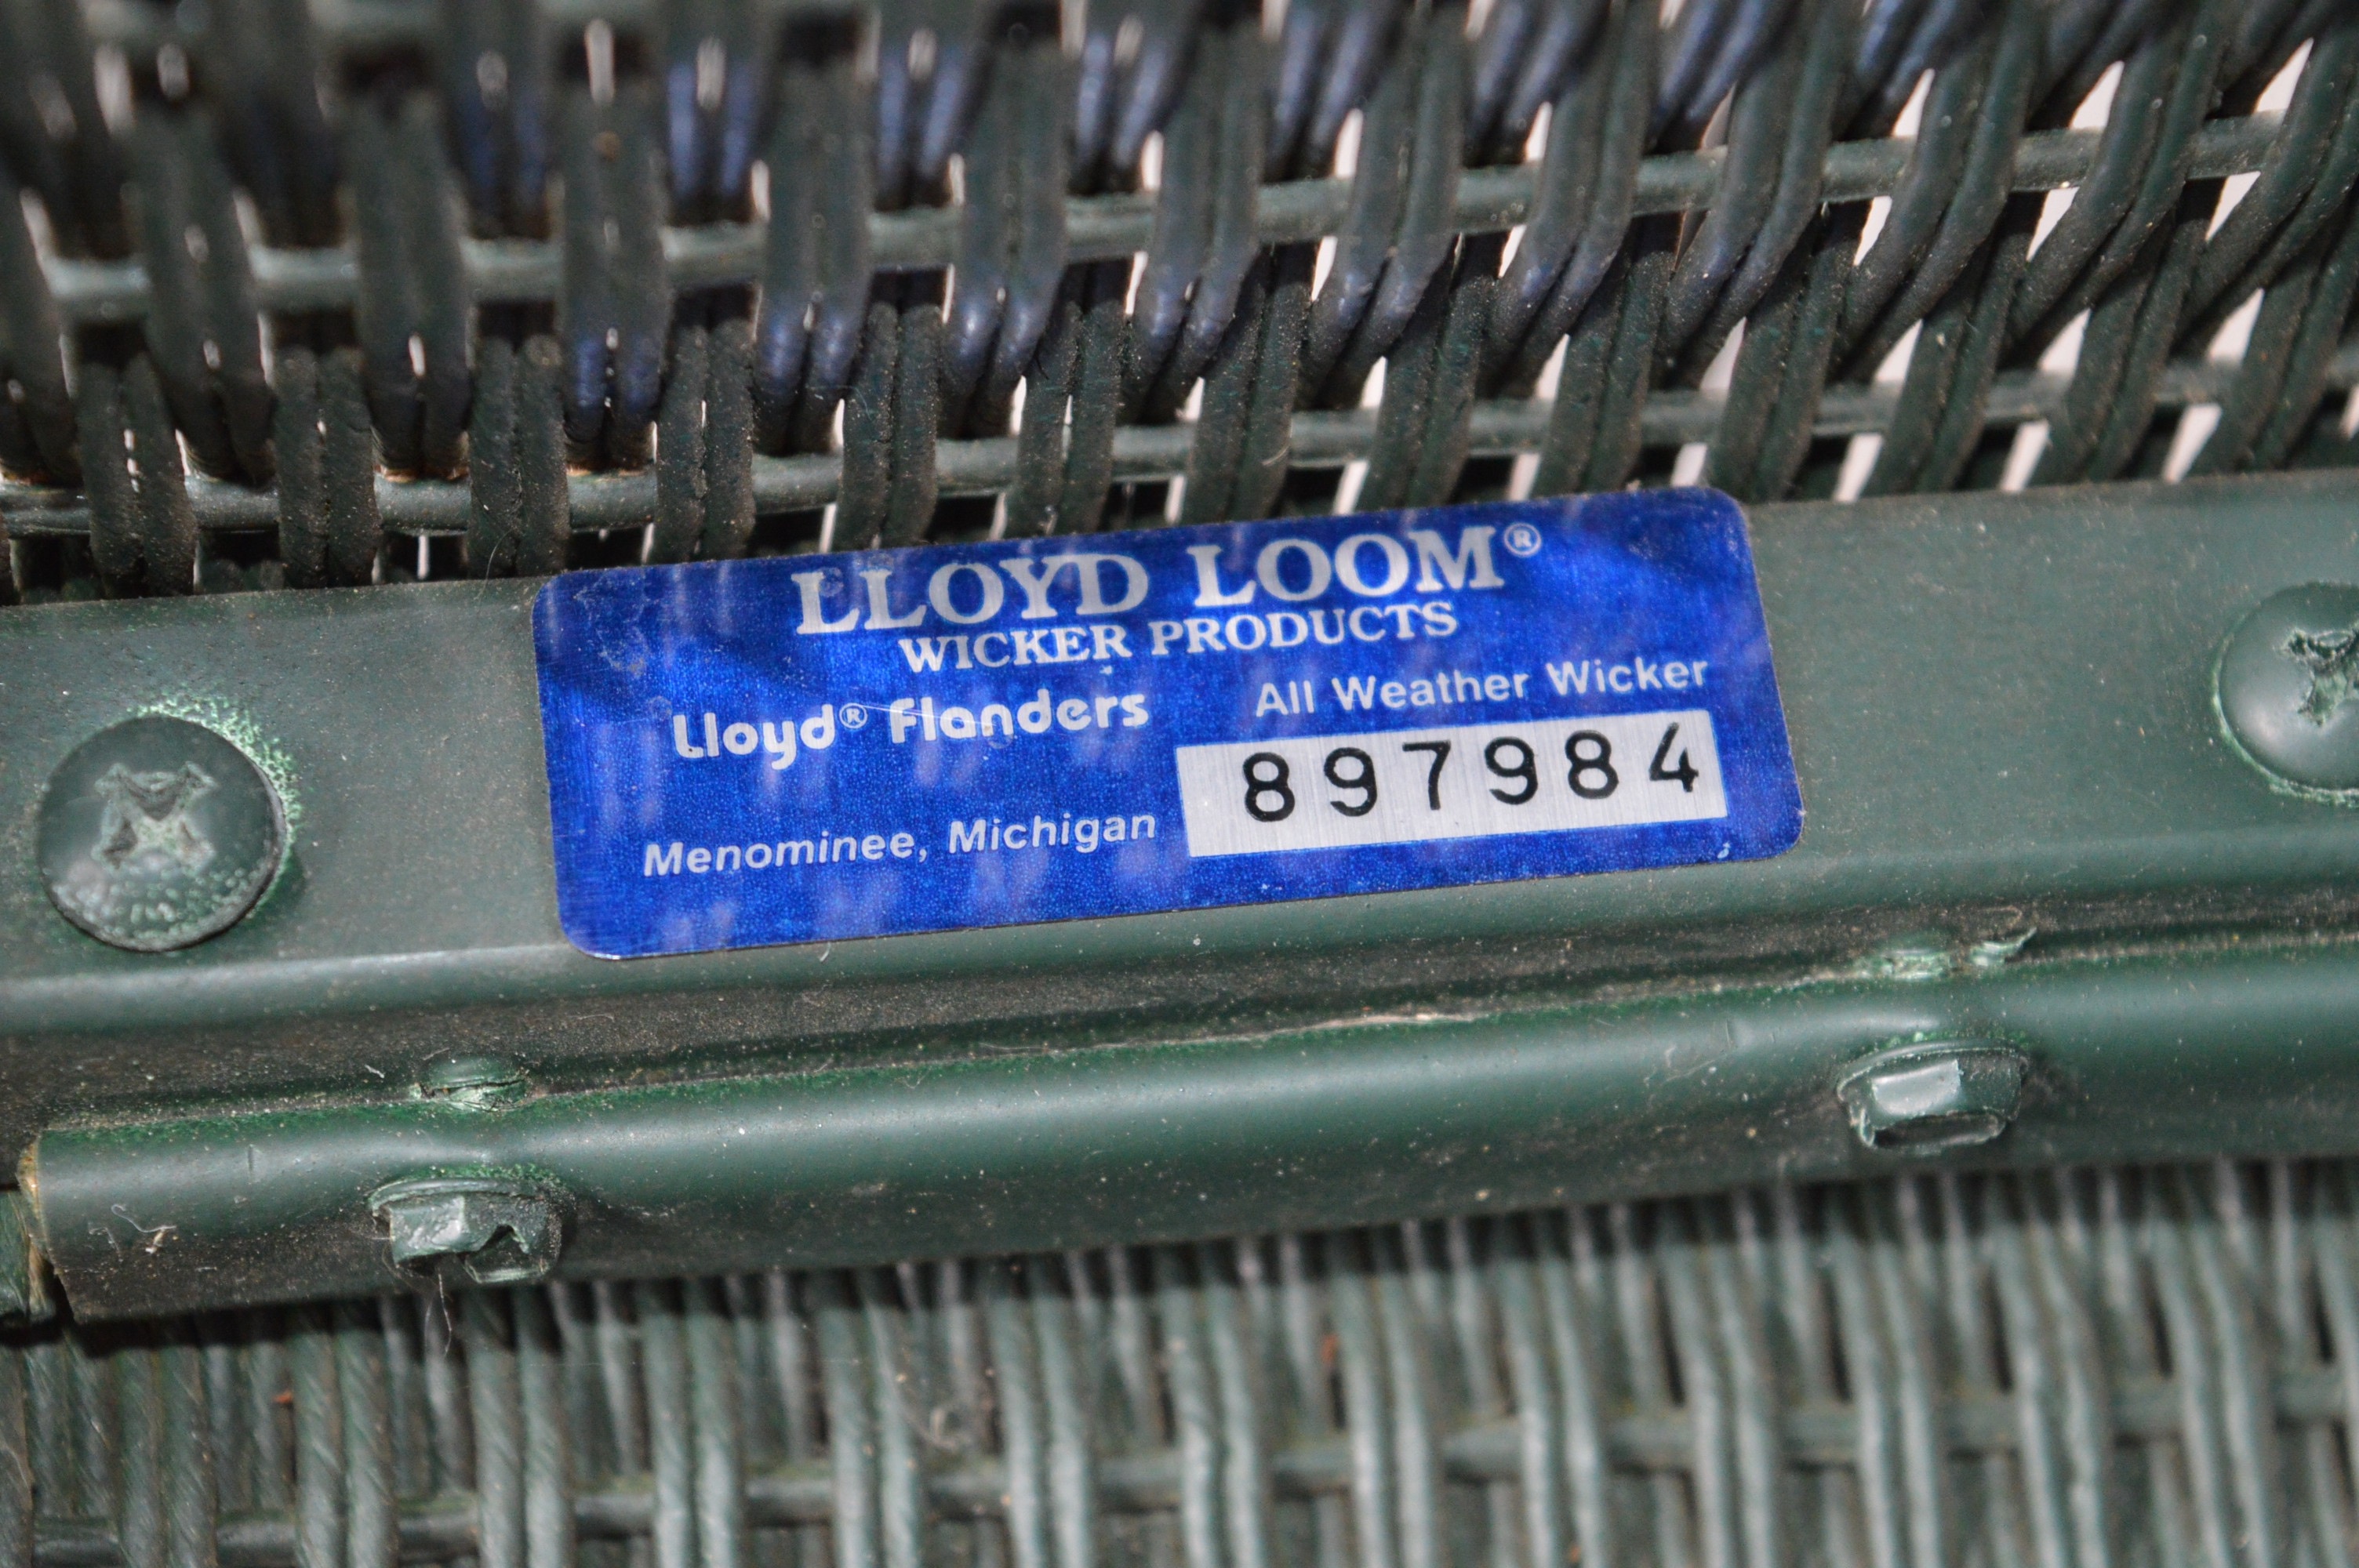 LLOYD LOOM®
WICKER PRODUCTS
Lloyd® Flanders
All Weather Wicker
897984
Menominee, Michigan